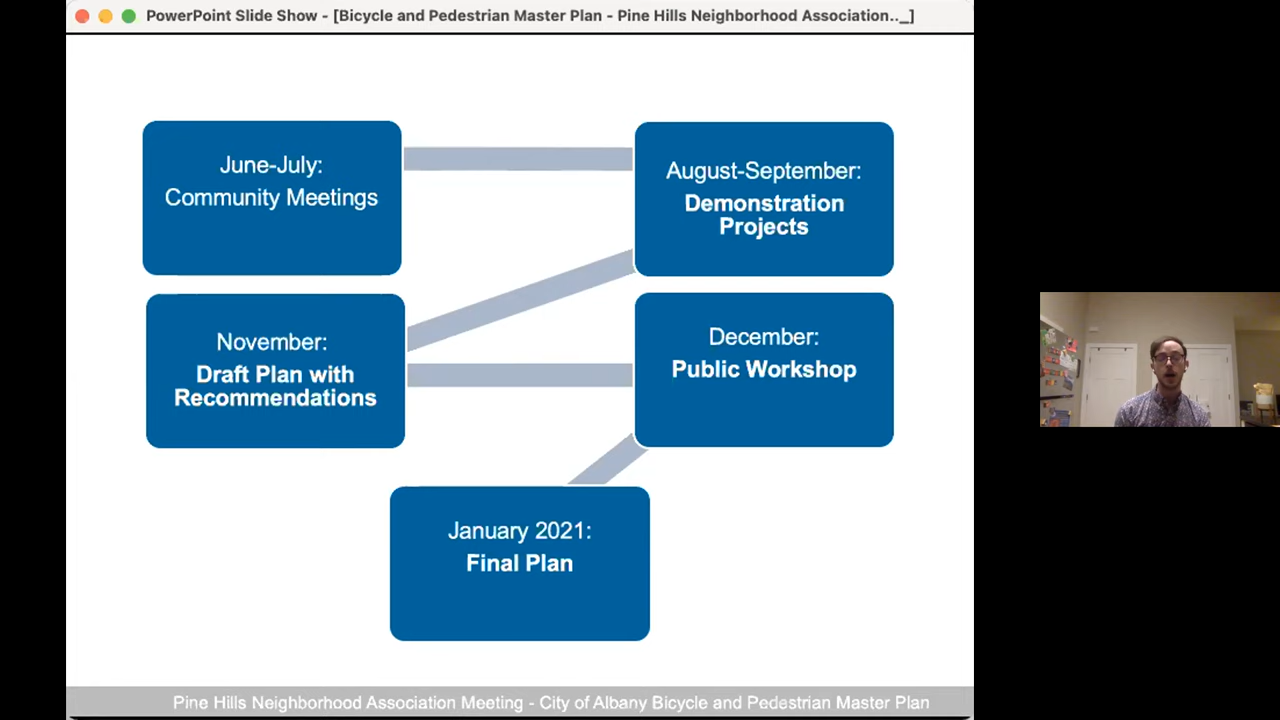 PowerPoint Slide Show - [Bicycle and Pedestrian Master Plan - Pine Hills Neighborhood Association.._]
June-July:
Community Meetings
August-September:
Demonstration
Projects
November:
Draft Plan with
Recommendations
December:
Public Workshop
January 2021:
Final Plan
Pine Hills Neighborhood Association Meeting - City of Albany Bicycle and Pedestrian Master Plan